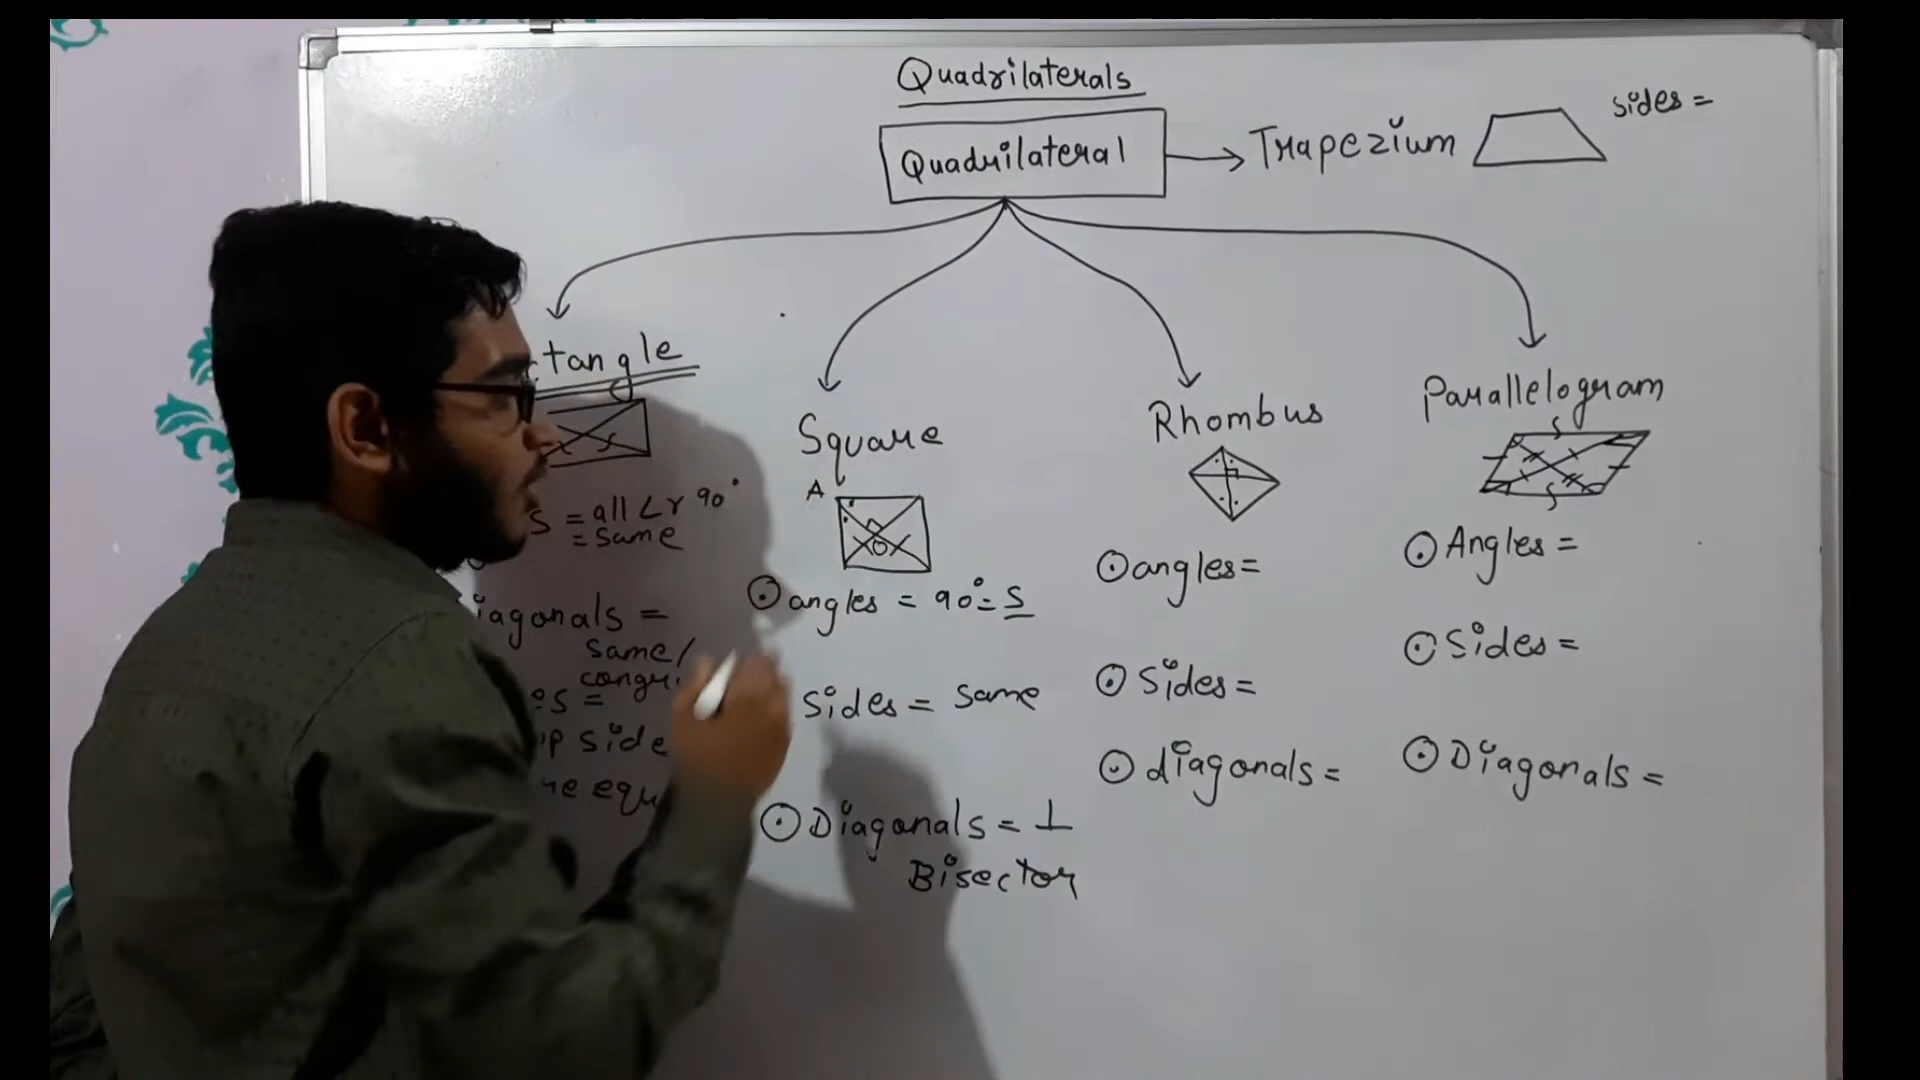 Quadrilaterals
Quadrilateral
Trapezium
sides =
tangle
= all ∠r 90°
= same
iagonals =
same/
=
side
equ
Square
A
angles = 90° = S
Sides = Same
Diagonals = ⊥
Bisector
Rhombus
angles =
Sides =
diagonals =
Parallelogram
Angles =
Sides =
Diagonals =